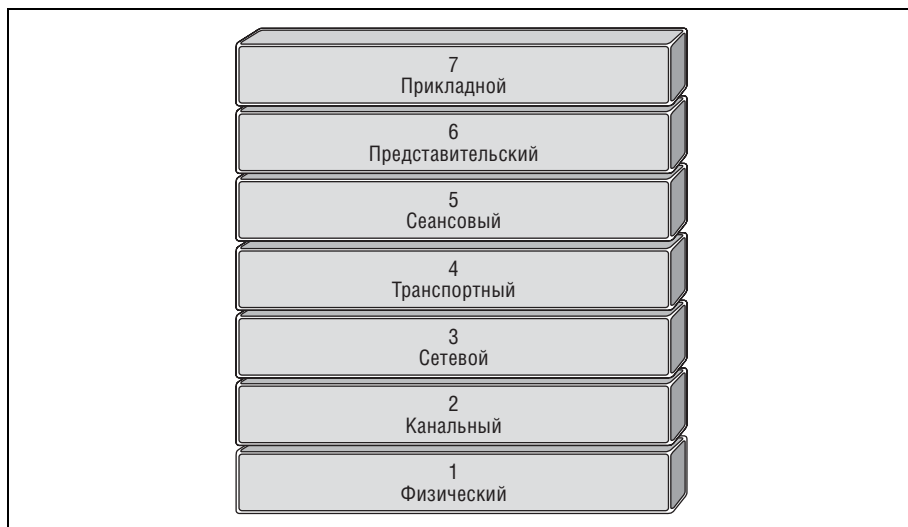 7
Прикладной
6
Представительский
5
Сеансовый
4
Транспортный
3
Сетевой
2
Канальный
1
Физический